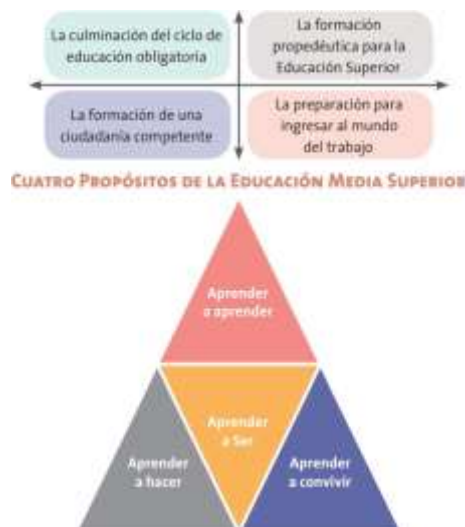 La culminación del ciclo de
educación obligatoria
La formación
propedéutica para la
Educación Superior
La formación de una
ciudadanía competente
La preparación para
ingresar al mundo
del trabajo
CUATRO PROPÓSITOS DE LA EDUCACIÓN MEDIA SUPERIOR
Aprender
a aprender
Aprender
a Ser
Aprender
a hacer
Aprender
a convivir